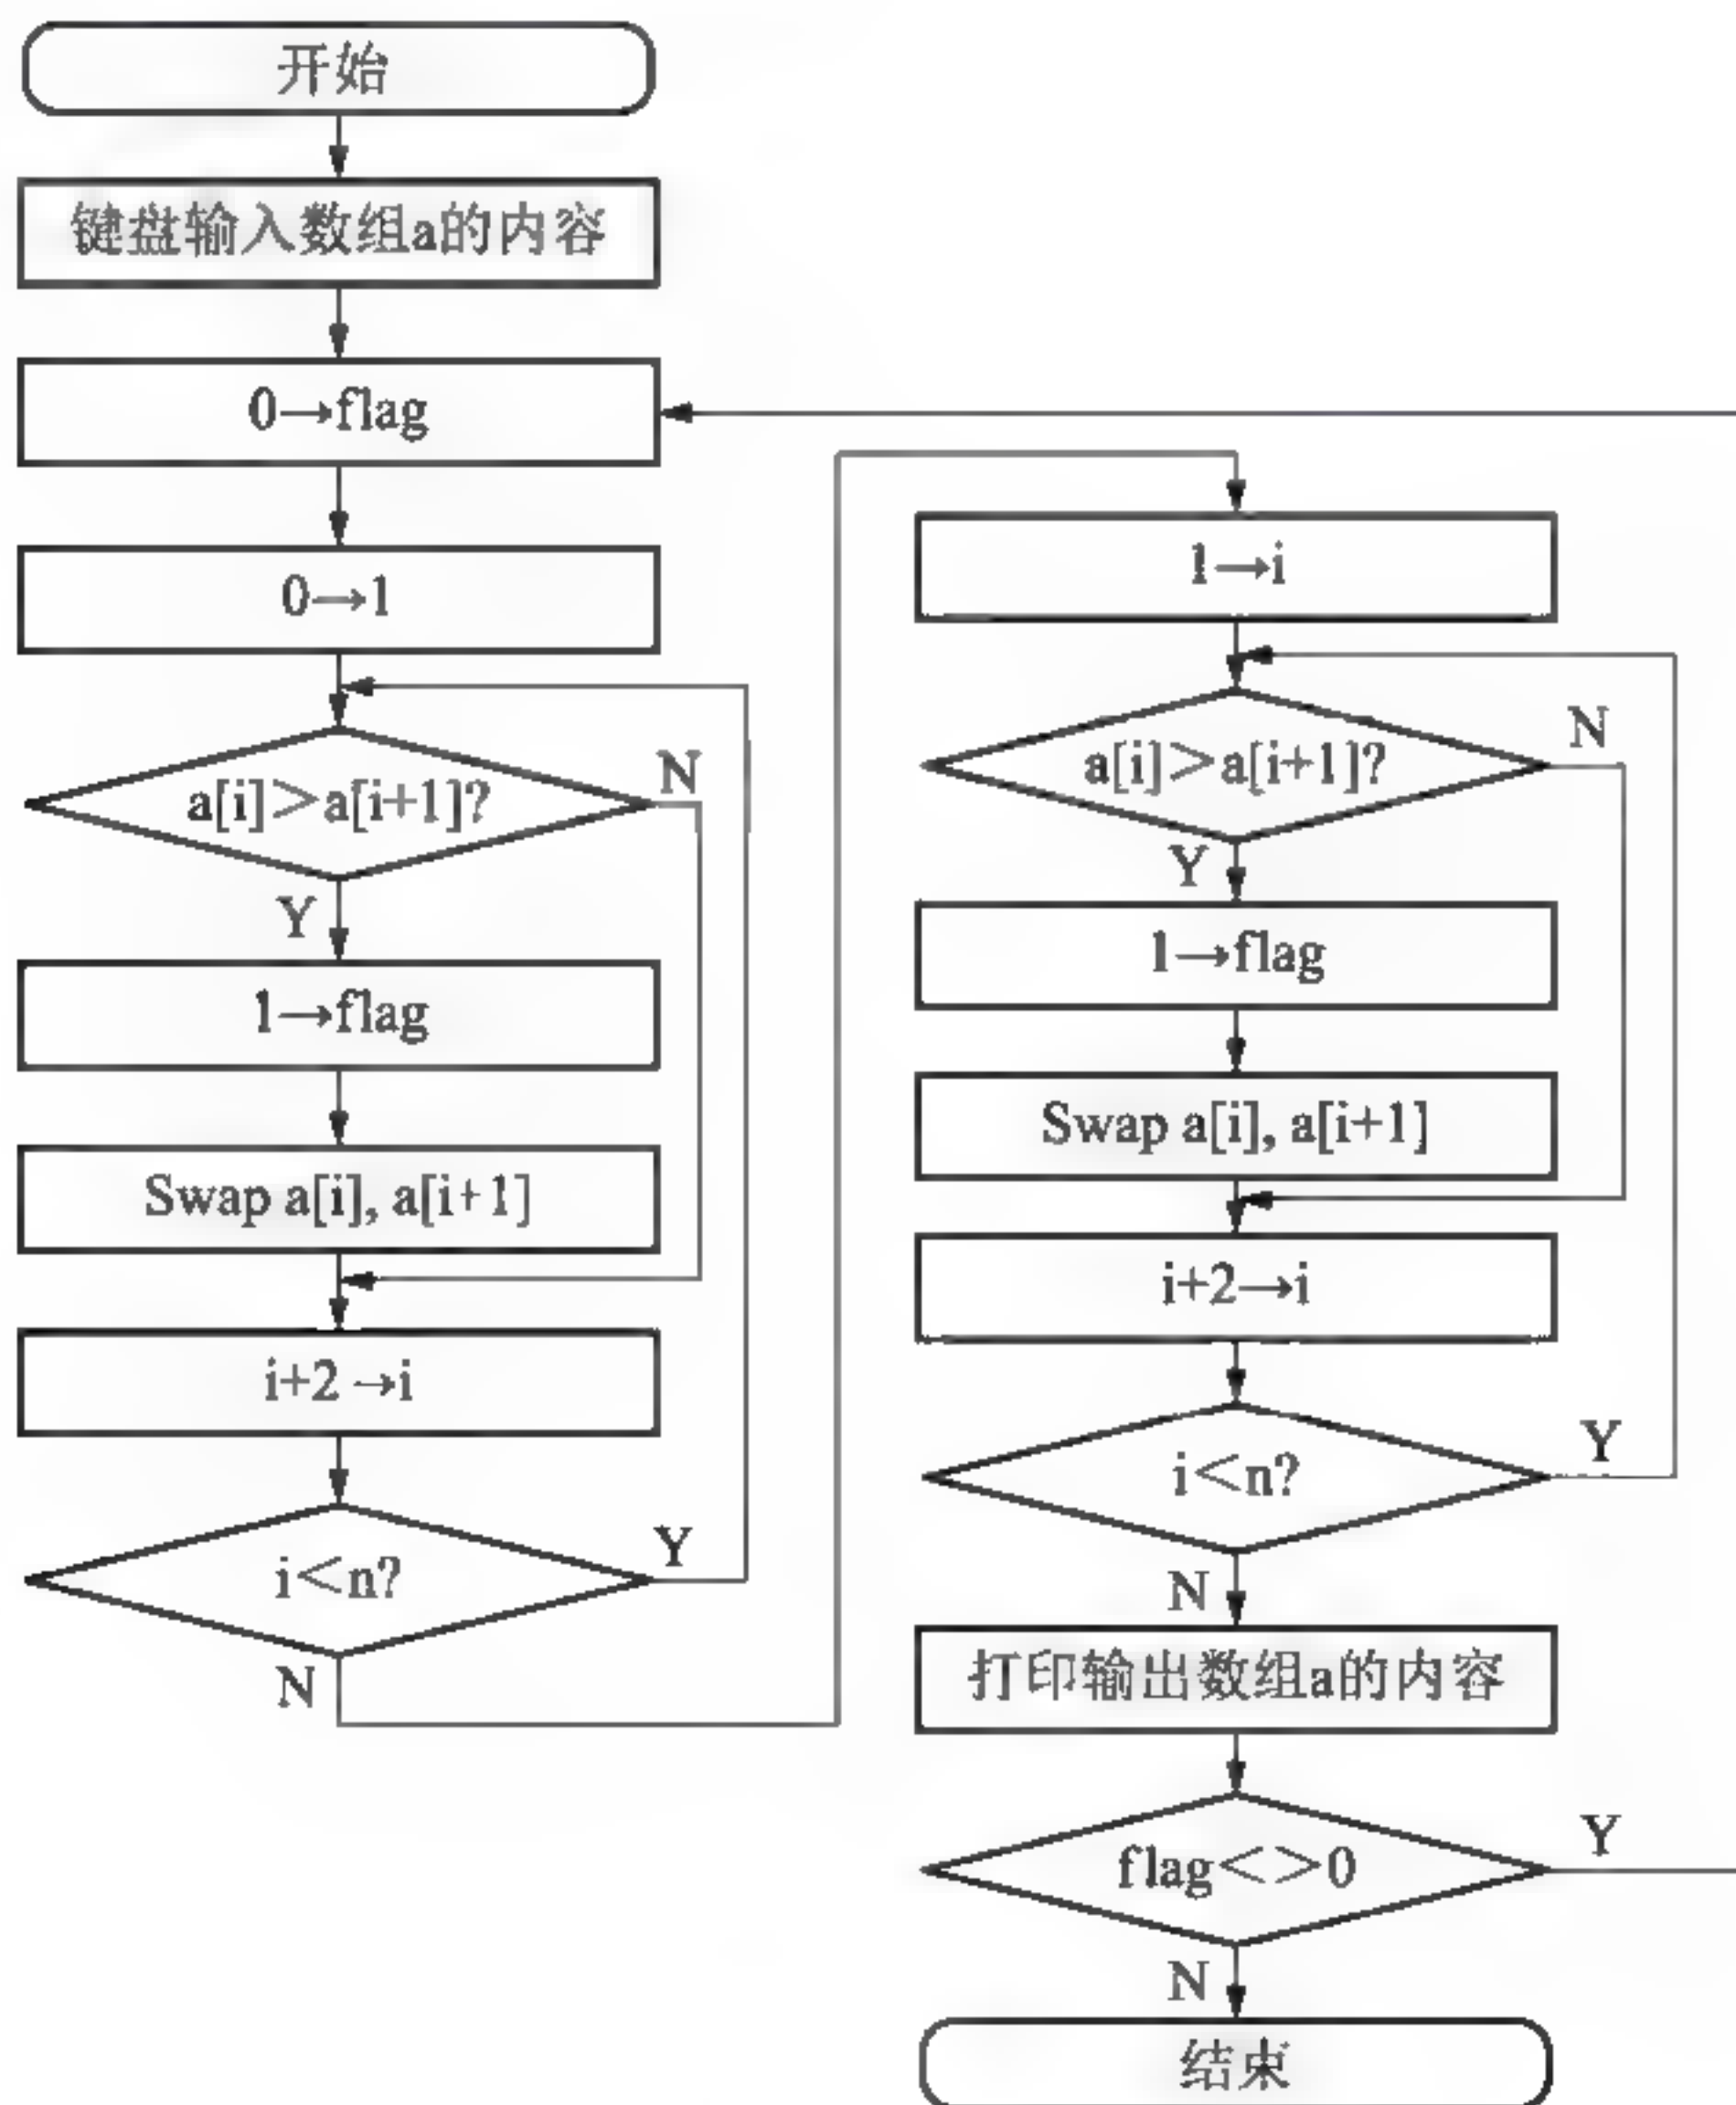 开始
键盘输入数组a的内容
0→flag
0→1
a[i]>a[i+1]?
N
Y
1→flag
Swap a[i], a[i+1]
i+2→i
i<n?
Y
N
1→i
a[i]>a[i+1]?
N
Y
1→flag
Swap a[i], a[i+1]
i+2→i
i<n?
Y
N
打印输出数组a的内容
flag<>0
Y
N
结束